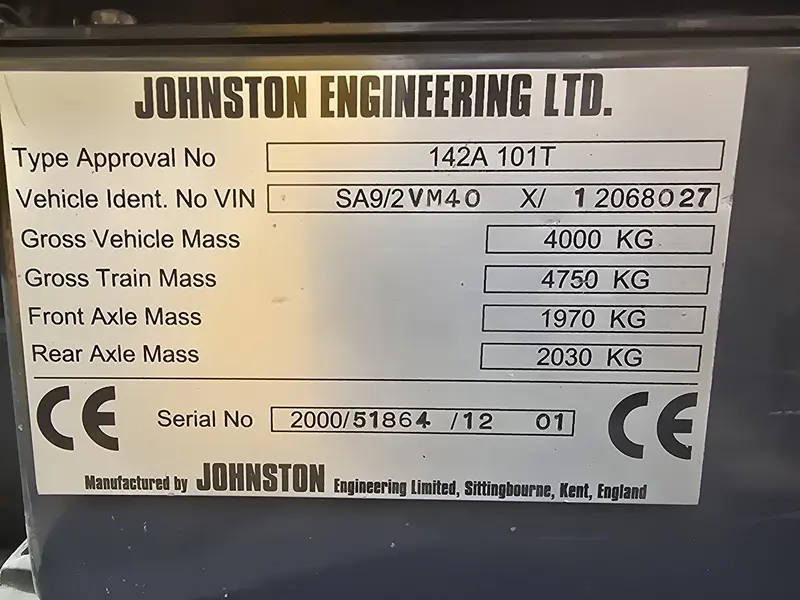 JOHNSTON ENGINEERING LTD.
Type Approval No 142A 101T
Vehicle Ident. No VIN SA9/2VM40 X/ 12068027
Gross Vehicle Mass 4000 KG
Gross Train Mass 4750 KG
Front Axle Mass 1970 KG
Rear Axle Mass 2030 KG
CE Serial No 2000/51864 /12 01 CE
Manufactured by JOHNSTON Engineering Limited, Sittingbourne, Kent, England